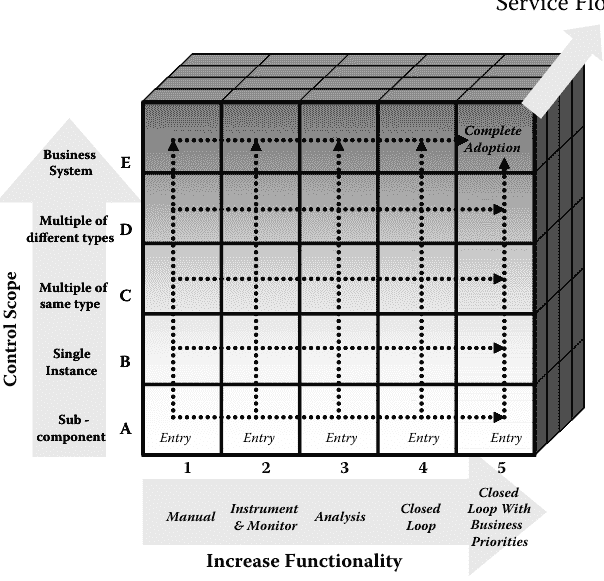 Service Flo
Complete
Adoption
Business
System
E
Multiple of
different types
D
Multiple of
same type
C
Single
Instance
B
Sub -
component
A
Control Scope
Entry
Entry
Entry
Entry
Entry
1
2
3
4
5
Manual
Instrument
& Monitor
Analysis
Closed
Loop
Closed
Loop With
Business
Priorities
Increase Functionality